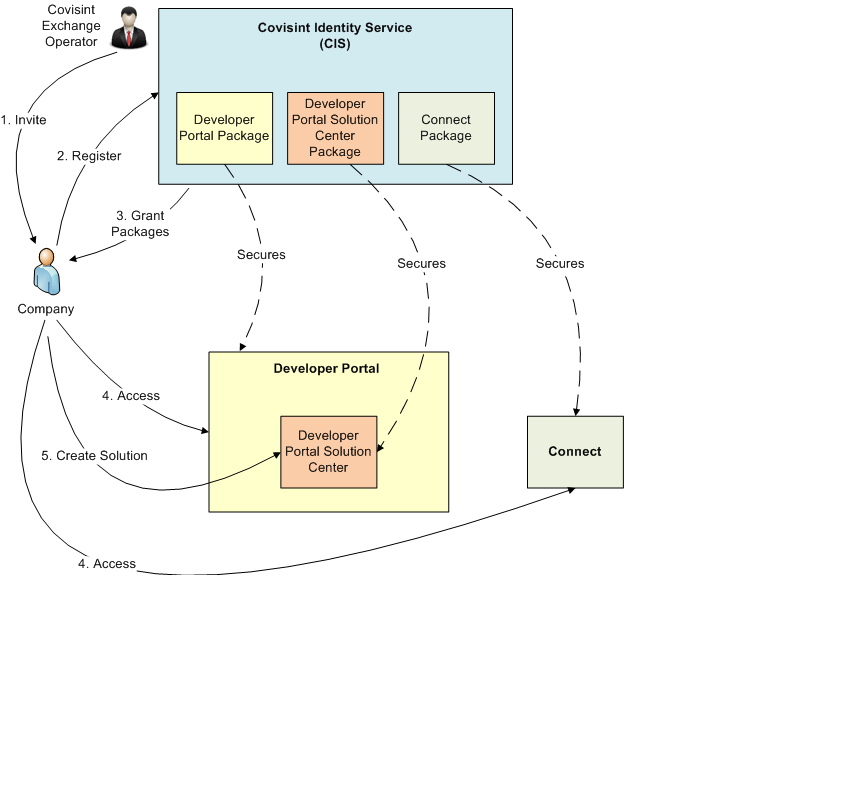 Covisint
Exchange
Operator
Covisint Identity Service
(CIS)
Developer
Portal Package
Developer
Portal Solution
Center
Package
Connect
Package
1. Invite
2. Register
3. Grant
Packages
Secures
Secures
Secures
Company
Developer Portal
4. Access
Developer
Portal Solution
Center
5. Create Solution
Connect
4. Access